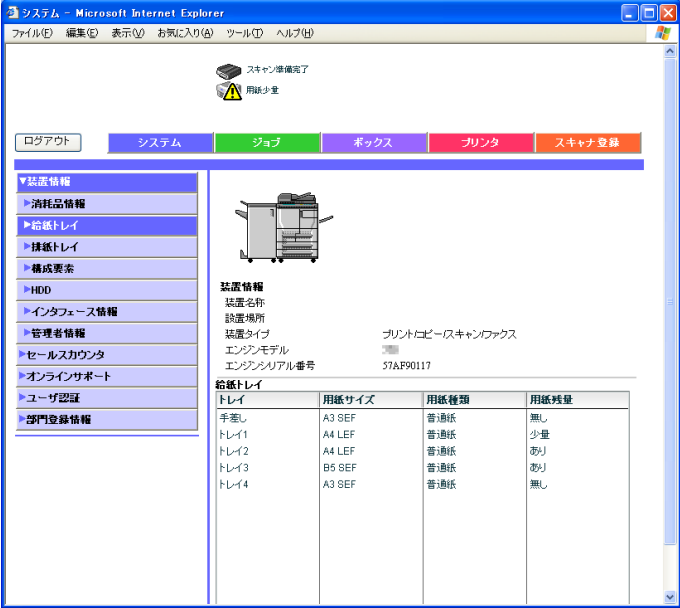 システム - Microsoft Internet Explorer
ファイル(F) 編集(E) 表示(V) お気に入り(A) ツール(T) ヘルプ(H)
スキャン準備完了
用紙少量
ログアウト
システム ジョブ ボックス プリンタ スキャナ登録
▼装置情報
▶消耗品情報
▶給紙トレイ
▶排紙トレイ
▶構成要素
▶HDD
▶インタフェース情報
▶管理者情報
▶セールスカウンタ
▶オンラインサポート
▶ユーザ認証
▶部門登録情報
装置情報
装置名称
設置場所
装置タイプ プリント/コピー/スキャン/ファクス
エンジンモデル
エンジンシリアル番号 57AF90117
給紙トレイ
トレイ 用紙サイズ 用紙種類 用紙残量
手差し A3 SEF 普通紙 無し
トレイ1 A4 LEF 普通紙 少量
トレイ2 A4 LEF 普通紙 あり
トレイ3 B5 SEF 普通紙 あり
トレイ4 A3 SEF 普通紙 無し